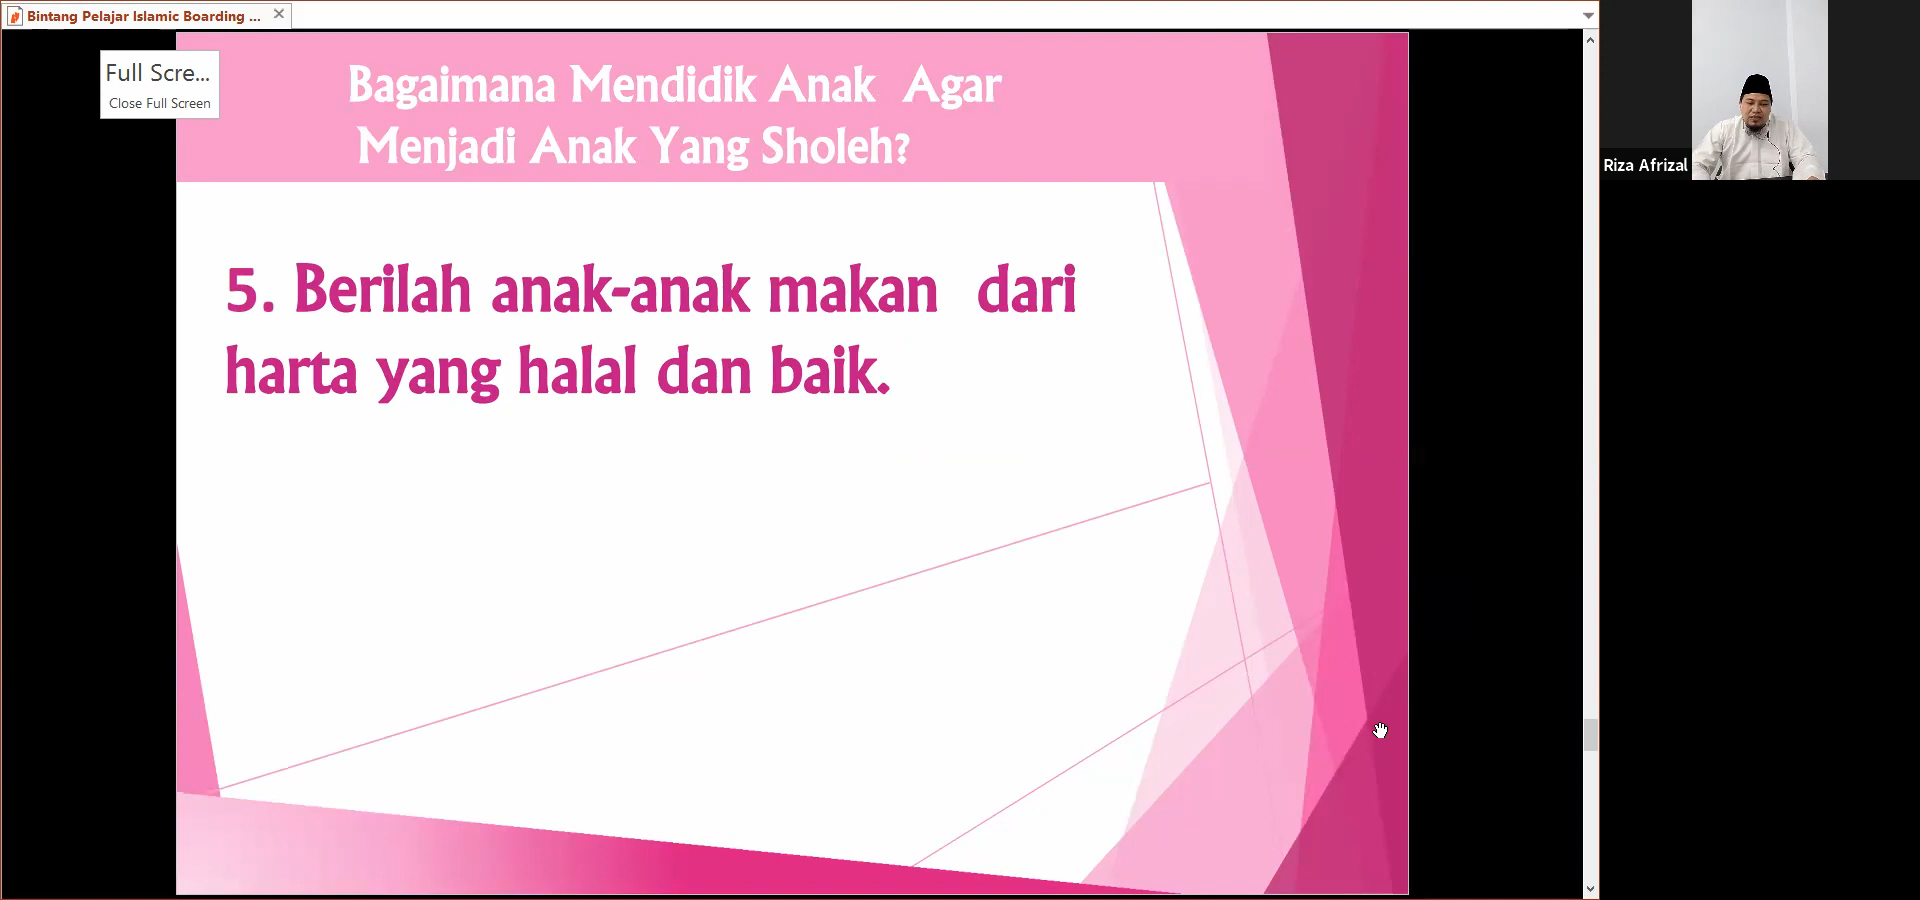 Bintang Pelajar Islamic Boarding ...
Full Scre...
Close Full Screen
Bagaimana Mendidik Anak Agar
Menjadi Anak Yang Sholeh?
5. Berilah anak-anak makan dari
harta yang halal dan baik.
Riza Afrizal